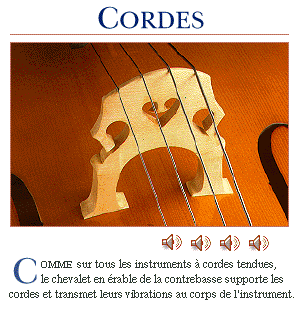 CORDES
COMME sur tous les instruments à cordes tendues,
le chevalet en érable de la contrebasse supporte les
cordes et transmet leurs vibrations au corps de l'instrument.